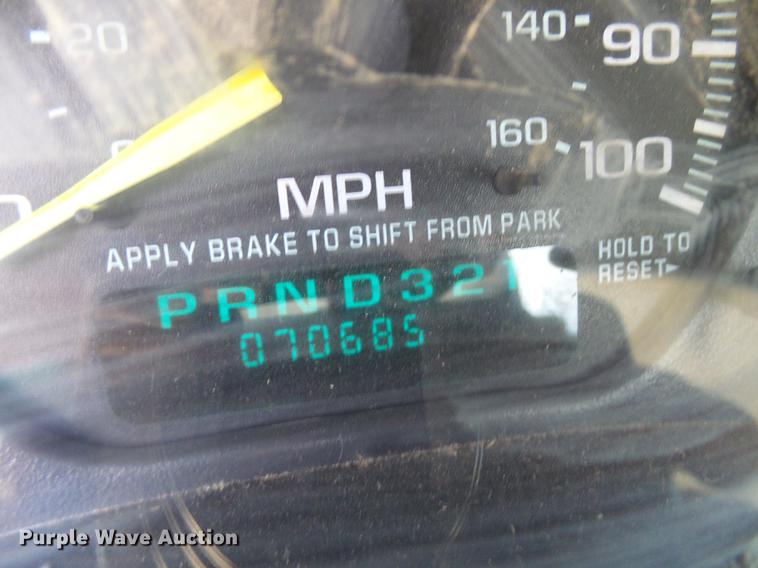 20
140
90
160
100
0
MPH
APPLY BRAKE TO SHIFT FROM PARK
HOLD TO
RESET
PRND321
070685
Purple Wave Auction